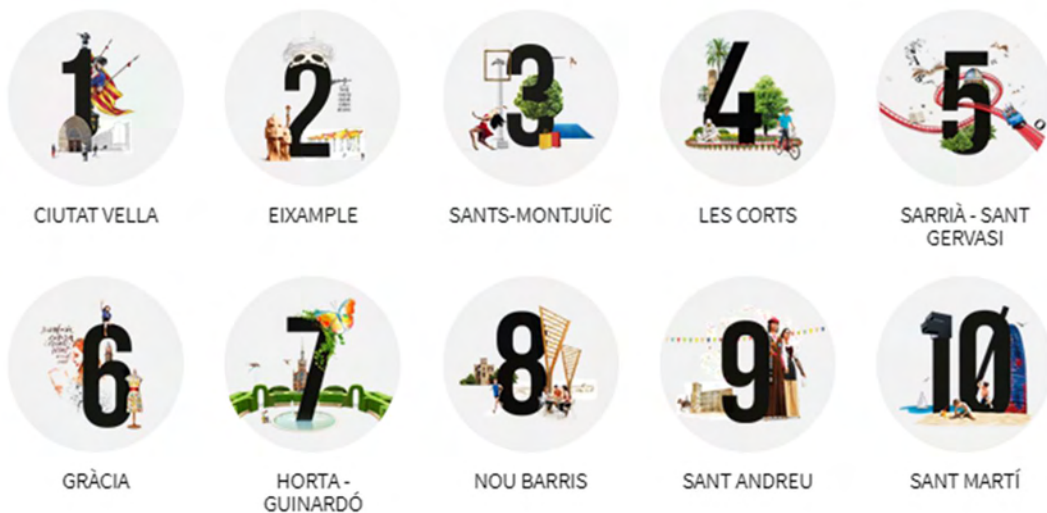 1
2
3
4
5
CIUTAT VELLA
EIXAMPLE
SANTS-MONTJUÏC
LES CORTS
SARRIÀ - SANT
GERVASI
6
7
8
9
10
GRÀCIA
HORTA -
GUINARDÓ
NOU BARRIS
SANT ANDREU
SANT MARTÍ